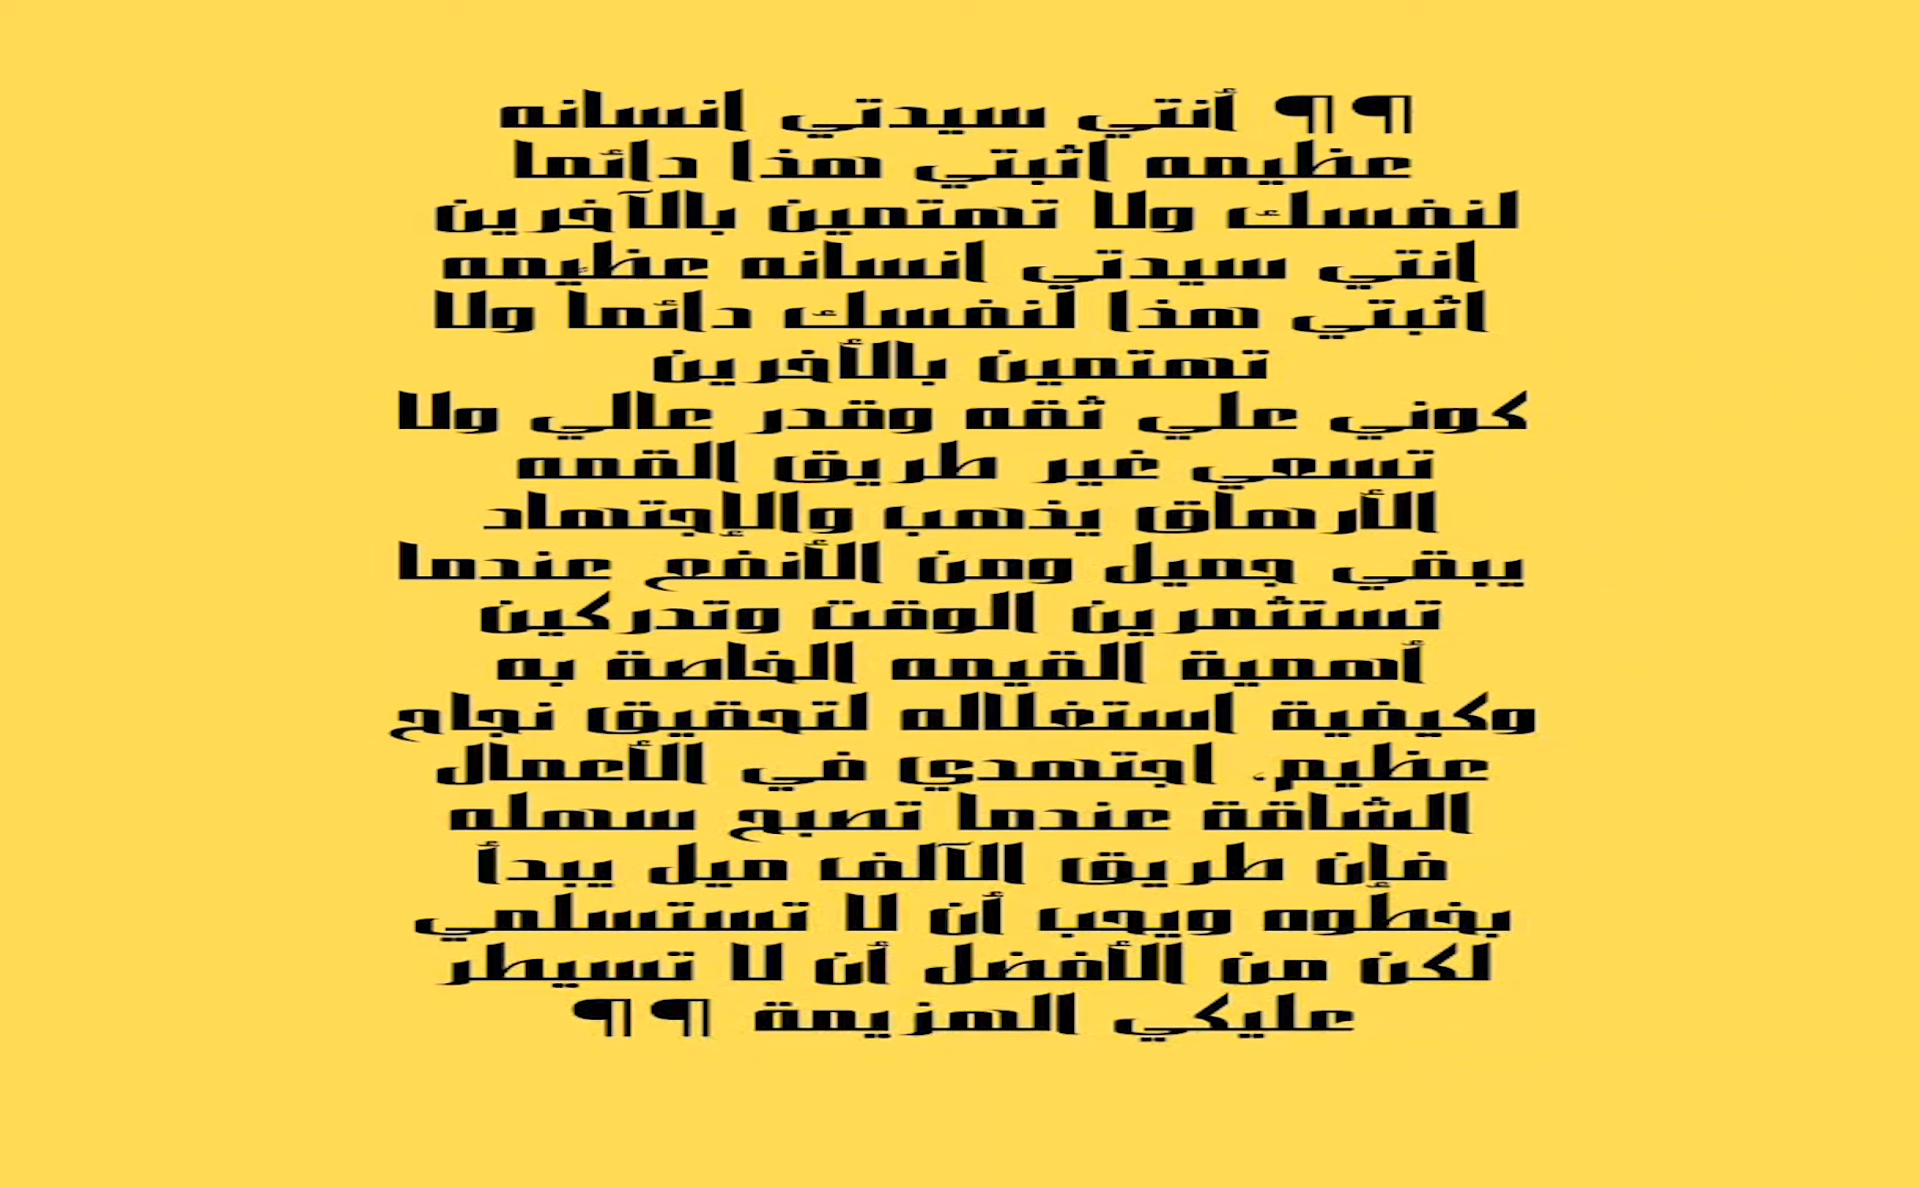 ¶¶ أنتي سيدتي انسانه
عظيمه اثبتي هذا دائما
لنفسك ولا تهتمين بالآخرين
انتي سيدتي انسانه عظيمه
اثبتي هذا لنفسك دائما ولا
تهتمين بالأخرين
كوني علي ثقه وقدر عالي ولا
تسعي غير طريق القمه
الأرهاق يذهب والإجتهاد
يبقي جميل ومن الأنفع عندما
تستثمرين الوقت وتدركين
أهمية القيمه الخاصة به
وكيفية استغلاله لتحقيق نجاح
عظيم، اجتهدي في الأعمال
الشاقة عندما تصبح سهله
فإن طريق الآلف ميل يبدأ
بخطوه ويجب أن لا تستسلمي
لكن من الأفضل أن لا تسيطر
عليكي الهزيمة ¶¶